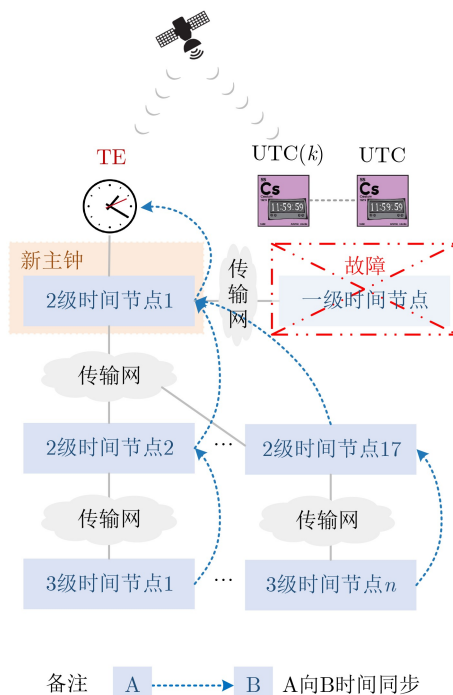 TE
UTC(k)
UTC
55
Cs
11:59:59
55
Cs
11:59:59
新主钟
2级时间节点1
传输网
故障
一级时间节点
传输网
2级时间节点2
...
2级时间节点17
传输网
传输网
3级时间节点1
...
3级时间节点n
备注
A
B
A向B时间同步